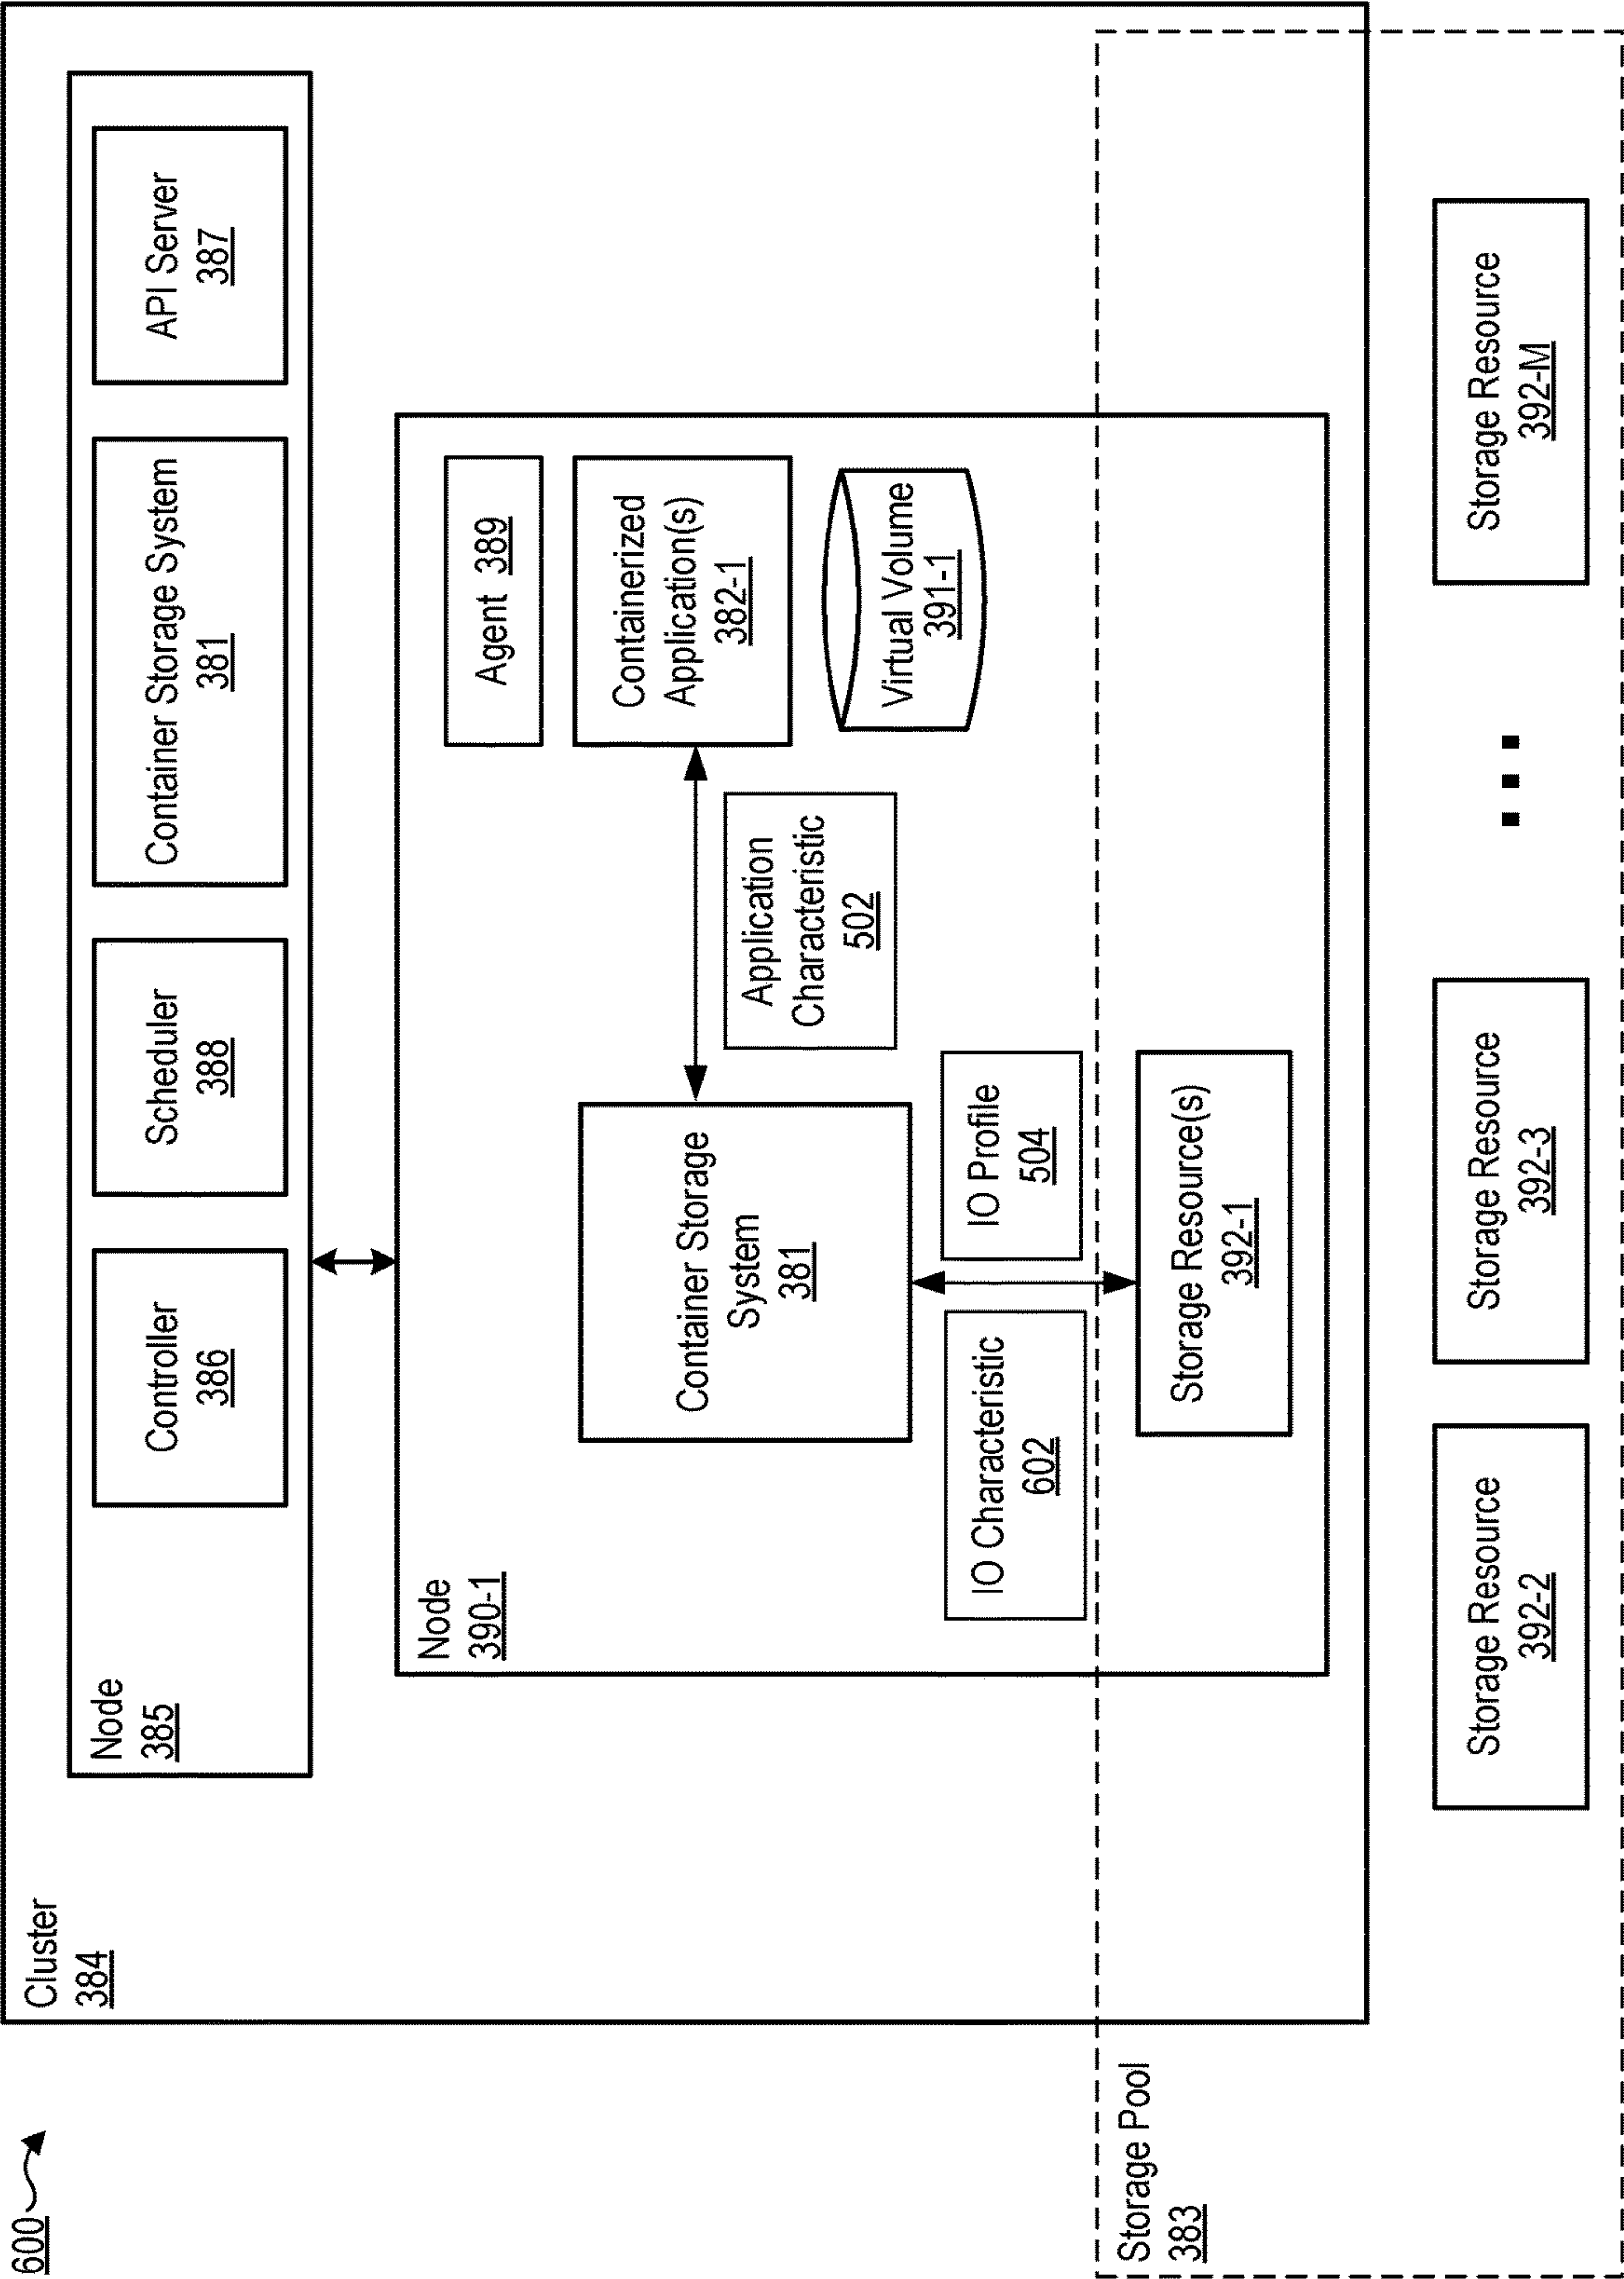 600
Cluster
384
Node
385
Controller
386
Scheduler
388
Container Storage System
381
API Server
387
Node
390-1
Container Storage
System
381
Application
Characteristic
502
Agent 389
Containerized
Application(s)
382-1
Virtual Volume
391-1
IO Characteristic
602
IO Profile
504
Storage Resource(s)
392-1
Storage Pool
383
Storage Resource
392-2
Storage Resource
392-3
...
Storage Resource
392-M